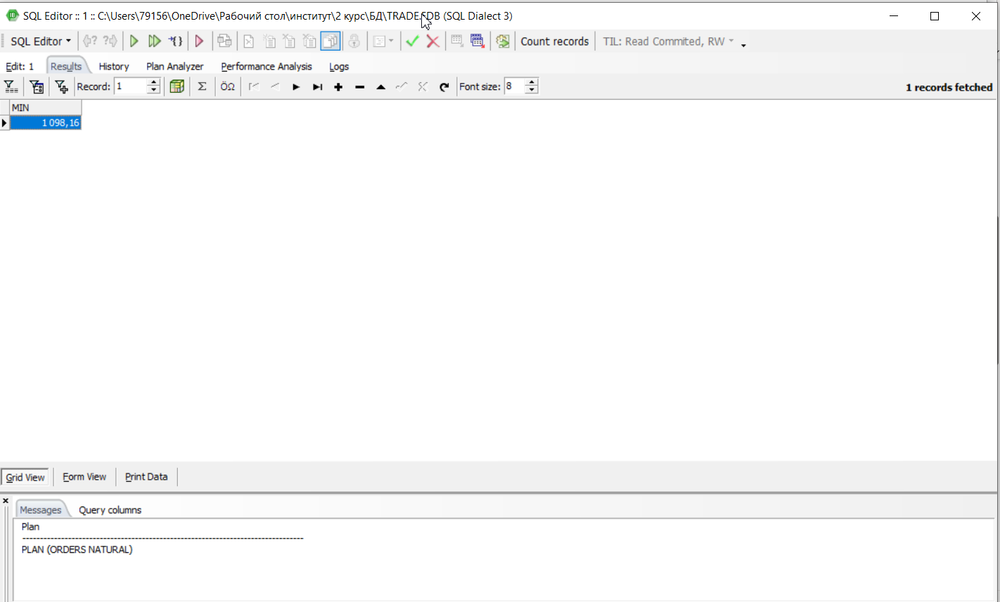 SQL Editor :: 1 :: C:\Users\79156\OneDrive\Рабочий стол\институт\2 курс\БД\TRADE.FDB (SQL Dialect 3)
SQL Editor Count records TIL: Read Commited, RW
Edit: 1 Results History Plan Analyzer Performance Analysis Logs
Record: 1 Σ ÖΩ Font size: 8 1 records fetched
MIN
1 098,16
Grid View Form View Print Data
Messages Query columns
Plan
--------------------------------------------------------------------------------
PLAN (ORDERS NATURAL)